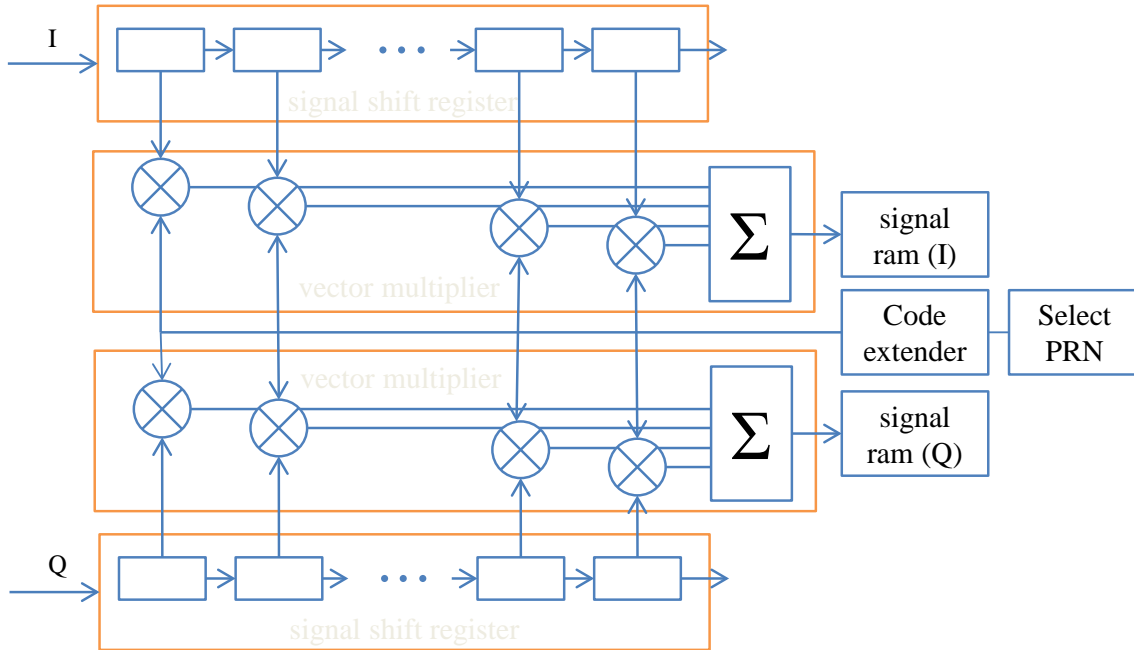 I
signal shift register
Σ
signal
ram (I)
vector multiplier
Code
extender
Select
PRN
vector multiplier
Σ
signal
ram (Q)
Q
signal shift register